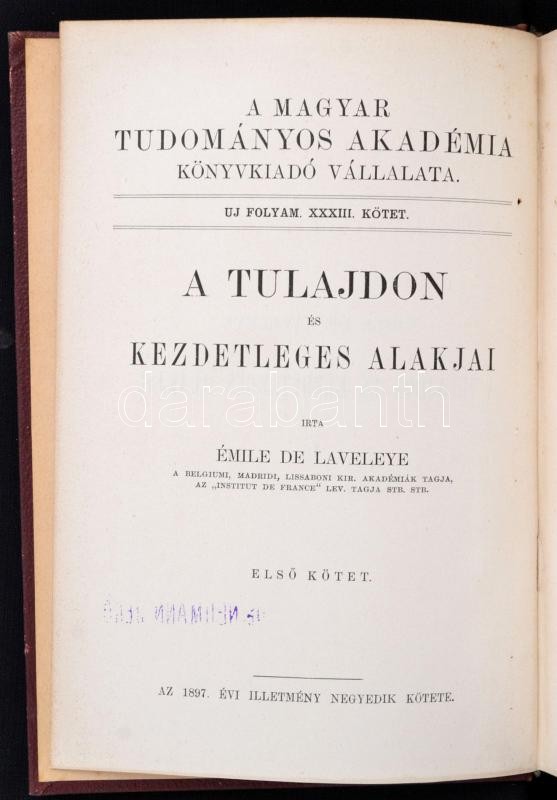 A MAGYAR
TUDOMÁNYOS AKADÉMIA
KÖNYVKIADÓ VÁLLALATA.
UJ FOLYAM. XXXIII. KÖTET.
A TULAJDON
ÉS
KEZDETLEGES ALAKJAI
darabanth
IRTA
ÉMILE DE LAVELEYE
A BELGIUMI, MADRIDI, LISSABONI KIR. AKADÉMIÁK TAGJA,
AZ „INSTITUT DE FRANCE" LEV. TAGJA STB. STB.
ELSŐ KÖTET.
AZ 1897. ÉVI ILLETMÉNY NEGYEDIK KÖTETE.